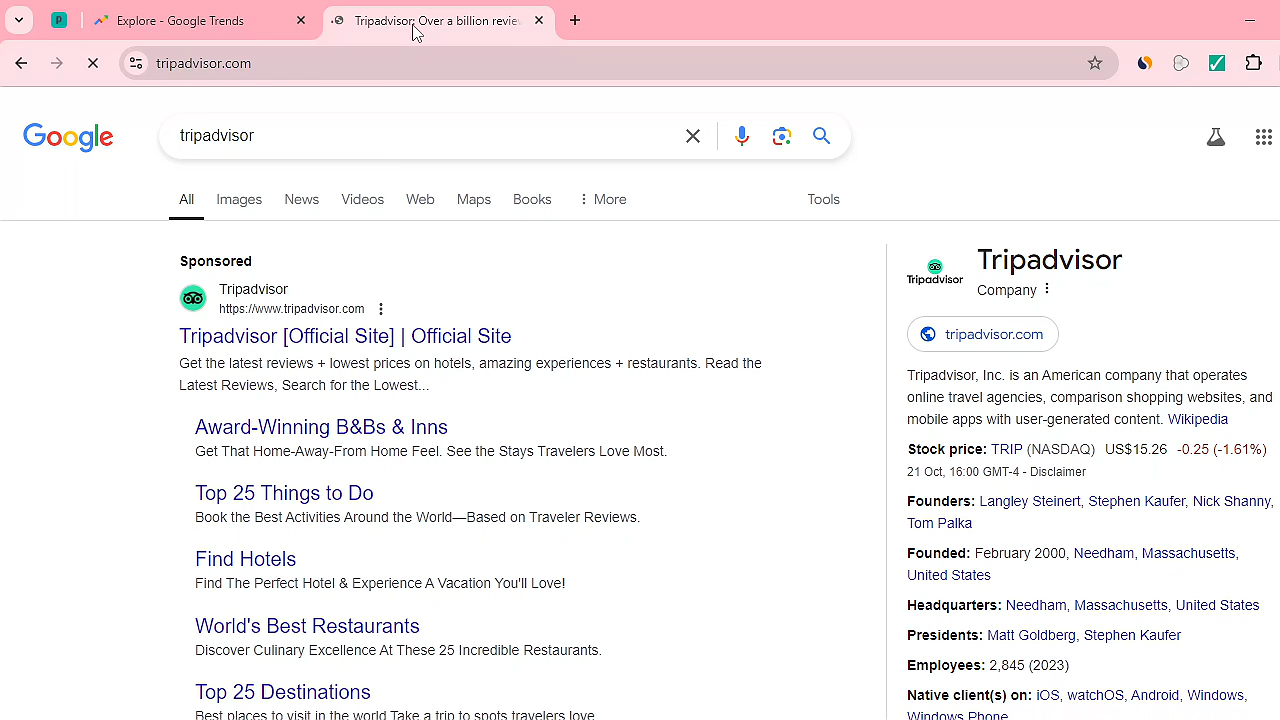 Explore - Google Trends
Tripadvisor: Over a billion revie
tripadvisor.com
Google
tripadvisor
All
Images
News
Videos
Web
Maps
Books
More
Tools
Sponsored
Tripadvisor
https://www.tripadvisor.com
Tripadvisor [Official Site] | Official Site
Get the latest reviews + lowest prices on hotels, amazing experiences + restaurants. Read the
Latest Reviews, Search for the Lowest...
Award-Winning B&Bs & Inns
Get That Home-Away-From Home Feel. See the Stays Travelers Love Most.
Top 25 Things to Do
Book the Best Activities Around the World—Based on Traveler Reviews.
Find Hotels
Find The Perfect Hotel & Experience A Vacation You'll Love!
World's Best Restaurants
Discover Culinary Excellence At These 25 Incredible Restaurants.
Top 25 Destinations
Best places to visit in the world Take a trip to spots travelers love
Tripadvisor
Tripadvisor
Company
tripadvisor.com
Tripadvisor, Inc. is an American company that operates
online travel agencies, comparison shopping websites, and
mobile apps with user-generated content. Wikipedia
Stock price: TRIP (NASDAQ) US$15.26 -0.25 (-1.61%)
21 Oct, 16:00 GMT-4 - Disclaimer
Founders: Langley Steinert, Stephen Kaufer, Nick Shanny,
Tom Palka
Founded: February 2000, Needham, Massachusetts,
United States
Headquarters: Needham, Massachusetts, United States
Presidents: Matt Goldberg, Stephen Kaufer
Employees: 2,845 (2023)
Native client(s) on: iOS, watchOS, Android, Windows,
Windows Phone